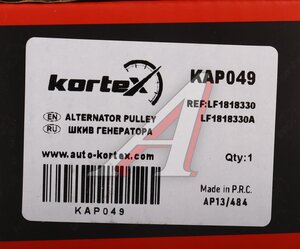 kortex
KAP049
REF:LF1818330
LF1818330A
EN ALTERNATOR PULLEY
RU ШКИВ ГЕНЕРАТОРА
www.auto-kortex.com
Qty:1
Made in P.R.C.
AP13/484
KAP049